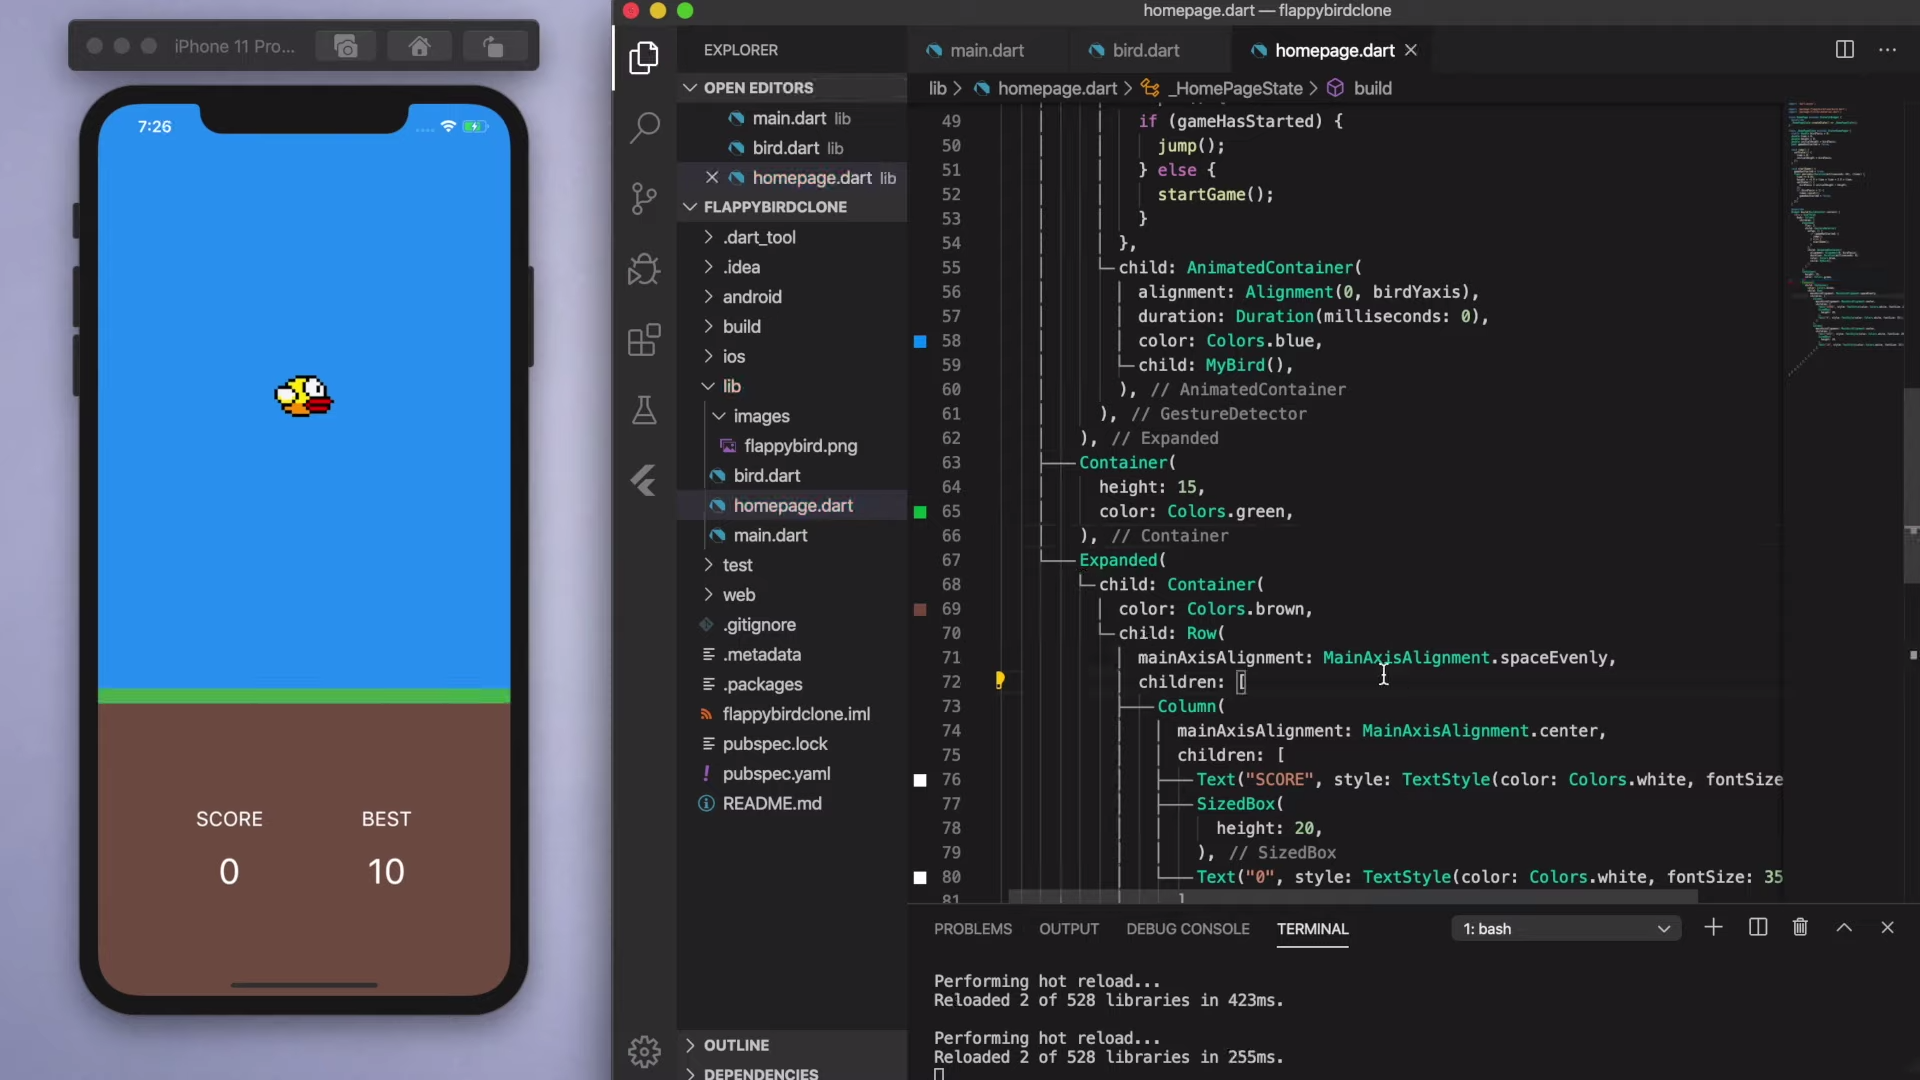 iPhone 11 Pro...
7:26
SCORE
BEST
0
10
homepage.dart — flappybirdclone
EXPLORER
OPEN EDITORS
main.dart lib
bird.dart lib
homepage.dart lib
FLAPPYBIRDCLONE
.dart_tool
.idea
android
build
ios
lib
images
flappybird.png
bird.dart
homepage.dart
main.dart
test
web
.gitignore
.metadata
.packages
flappybirdclone.iml
pubspec.lock
pubspec.yaml
README.md
OUTLINE
DEPENDENCIES
main.dart
bird.dart
homepage.dart
lib > homepage.dart > _HomePageState > build
49 if (gameHasStarted) {
50 jump();
51 } else {
52 startGame();
53 }
54 },
55 child: AnimatedContainer(
56 alignment: Alignment(0, birdYaxis),
57 duration: Duration(milliseconds: 0),
58 color: Colors.blue,
59 child: MyBird(),
60 ), // AnimatedContainer
61 ), // GestureDetector
62 ), // Expanded
63 Container(
64 height: 15,
65 color: Colors.green,
66 ), // Container
67 Expanded(
68 child: Container(
69 color: Colors.brown,
70 child: Row(
71 mainAxisAlignment: MainAxisAlignment.spaceEvenly,
72 children: [
73 Column(
74 mainAxisAlignment: MainAxisAlignment.center,
75 children: [
76 Text("SCORE", style: TextStyle(color: Colors.white, fontSize
77 SizedBox(
78 height: 20,
79 ), // SizedBox
80 Text("0", style: TextStyle(color: Colors.white, fontSize: 35
81 ]
PROBLEMS
OUTPUT
DEBUG CONSOLE
TERMINAL
1: bash
Performing hot reload...
Reloaded 2 of 528 libraries in 423ms.
Performing hot reload...
Reloaded 2 of 528 libraries in 255ms.